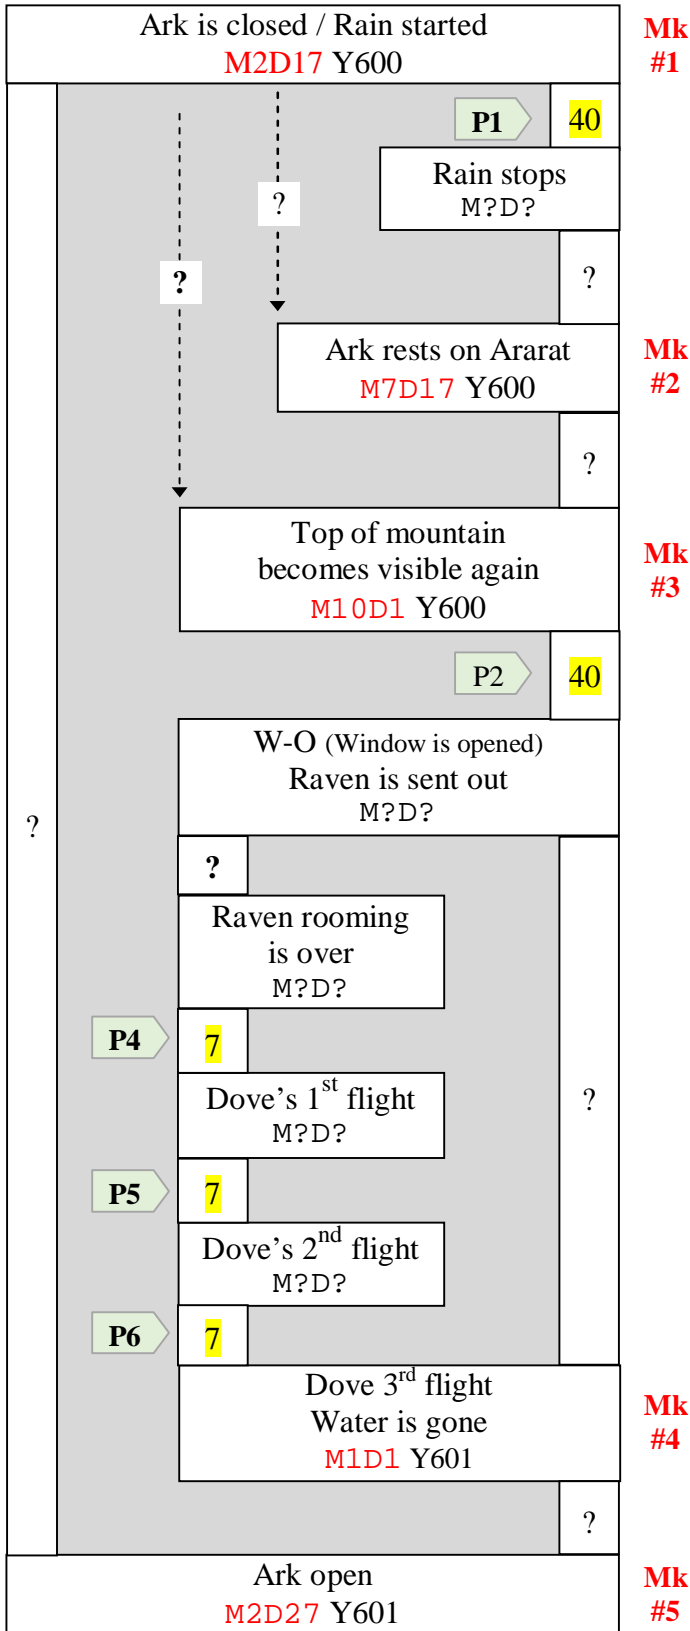 Ark is closed / Rain started
M2D17 Y600
Mk
#1
P1
40
Rain stops
M?D?
?
?
?
Ark rests on Ararat
M7D17 Y600
Mk
#2
?
Top of mountain
becomes visible again
M10D1 Y600
Mk
#3
P2
40
W-O (Window is opened)
Raven is sent out
M?D?
?
?
Raven rooming
is over
M?D?
P4
7
Dove's 1st flight
M?D?
?
P5
7
Dove's 2nd flight
M?D?
P6
7
Dove 3rd flight
Water is gone
M1D1 Y601
Mk
#4
?
Ark open
M2D27 Y601
Mk
#5